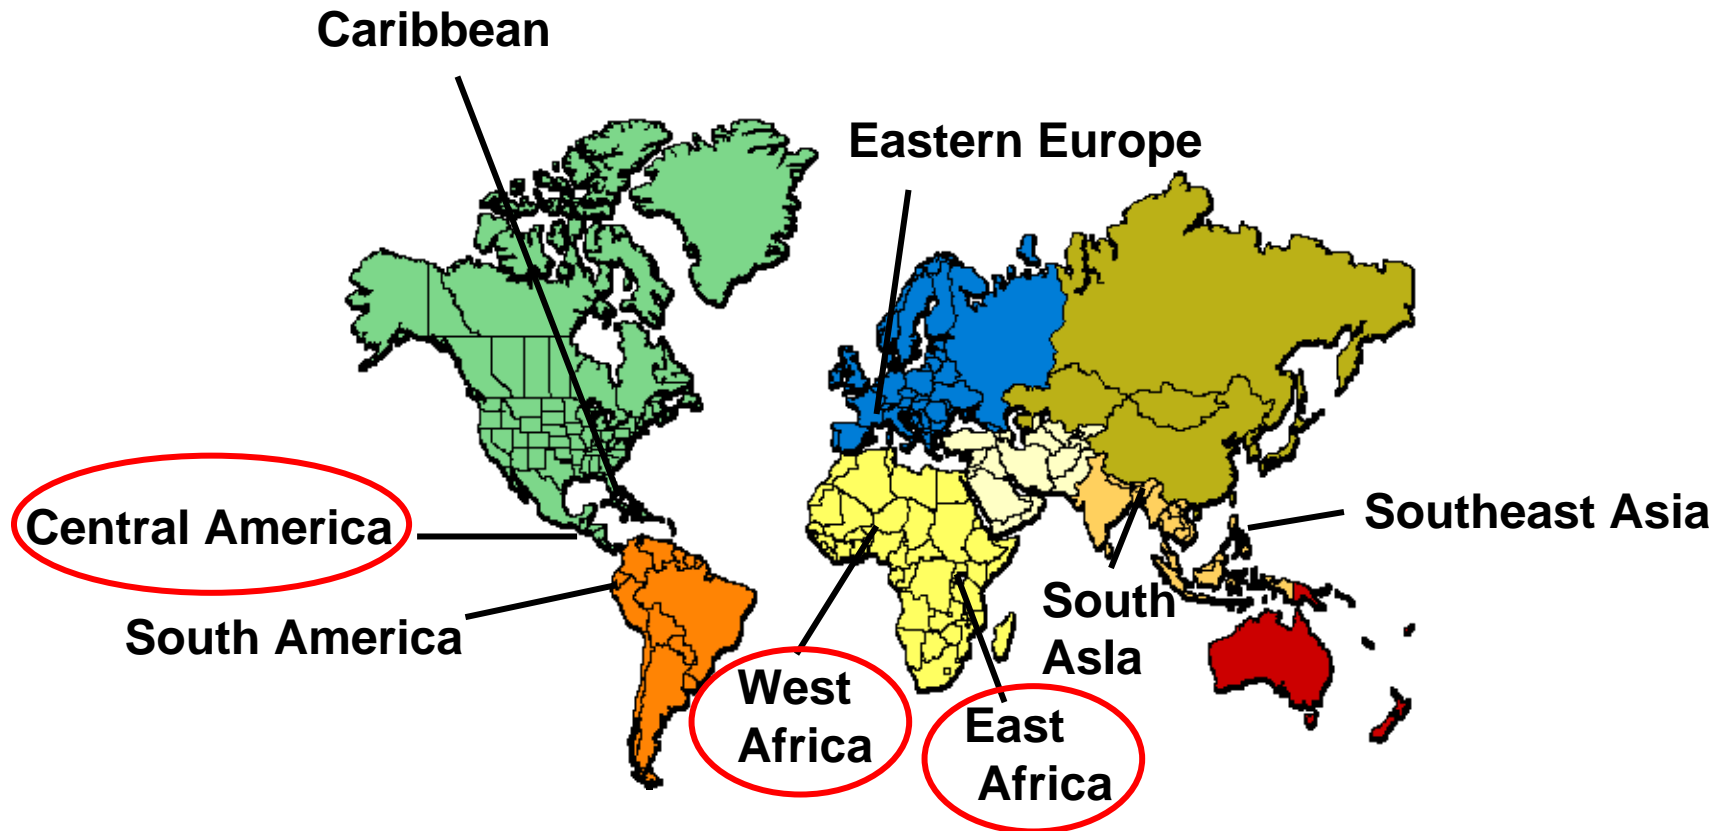 Caribbean
Eastern Europe
Central America
Southeast Asia
South America
South
Asla
West
Africa
East
Africa